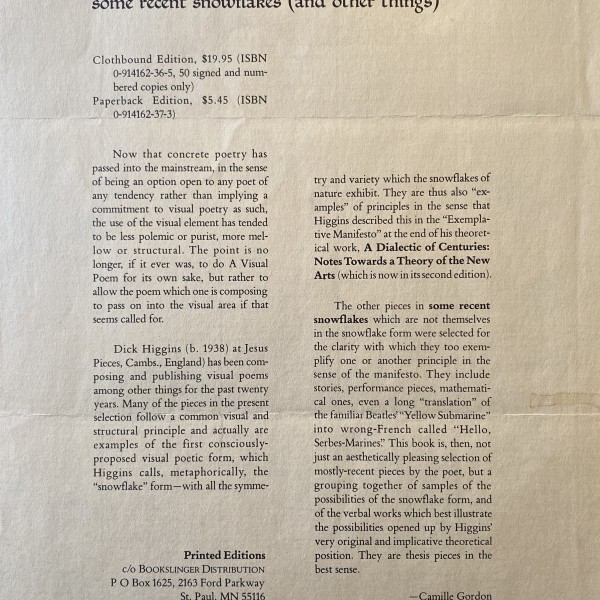 some recent snowflakes (and other things)
Clothbound Edition, $19.95 (ISBN
0-914162-36-5, 50 signed and num-
bered copies only)
Paperback Edition, $5.45 (ISBN
0-914162-37-3)
Now that concrete poetry has
passed into the mainstream, in the sense
of being an option open to any poet of
any tendency rather than implying a
commitment to visual poetry as such,
the use of the visual element has tended
to be less polemic or purist, more mel-
low or structural. The point is no
longer, if it ever was, to do A Visual
Poem for its own sake, but rather to
allow the poem which one is composing
to pass on into the visual area if that
seems called for.
Dick Higgins (b. 1938) at Jesus
Pieces, Cambs., England) has been com-
posing and publishing visual poems
among other things for the past twenty
years. Many of the pieces in the present
selection follow a common visual and
structural principle and actually are
examples of the first consciously-
proposed visual poetic form, which
Higgins calls, metaphorically, the
"snowflake" form—with all the symme-
Printed Editions
c/o BOOKSLINGER DISTRIBUTION
P O Box 1625, 2163 Ford Parkway
St. Paul, MN 55116
try and variety which the snowflakes of
nature exhibit. They are thus also "ex-
amples" of principles in the sense that
Higgins described this in the "Exempla-
tive Manifesto" at the end of his theoret-
ical work, A Dialectic of Centuries:
Notes Towards a Theory of the New
Arts (which is now in its second edition).
The other pieces in some recent
snowflakes which are not themselves
in the snowflake form were selected for
the clarity with which they too exem-
plify one or another principle in the
sense of the manifesto. They include
stories, performance pieces, mathemati-
cal ones, even a long "translation" of
the familiar Beatles' "Yellow Submarine"
into wrong-French called "Hello,
Serbes-Marines." This book is, then, not
just an aesthetically pleasing selection of
mostly-recent pieces by the poet, but a
grouping together of samples of the
possibilities of the snowflake form, and
of the verbal works which best illustrate
the possibilities opened up by Higgins'
very original and implicative theoretical
position. They are thesis pieces in the
best sense.
—Camille Gordon